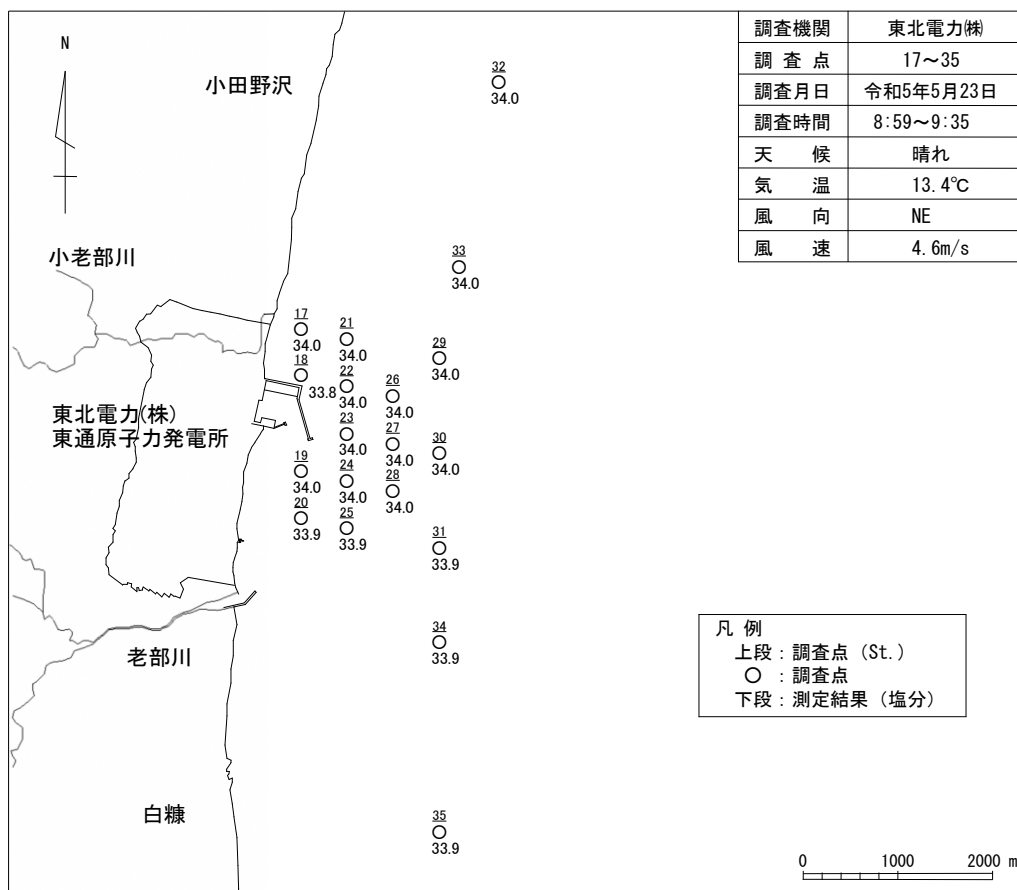 調査機関 東北電力㈱
調査点 17～35
調査月日 令和5年5月23日
調査時間 8:59～9:35
天候 晴れ
気温 13.4℃
風向 NE
風速 4.6m/s
N
小田野沢
32
34.0
小老部川
33
34.0
17
34.0
21
34.0
29
34.0
18
33.8
22
34.0
26
34.0
東北電力(株)
東通原子力発電所
23
34.0
27
34.0
30
34.0
19
34.0
24
34.0
28
34.0
20
33.9
25
33.9
31
33.9
34
33.9
老部川
凡例
上段：調査点（St.）
○：調査点
下段：測定結果（塩分）
白糠
35
33.9
0 1000 2000 m